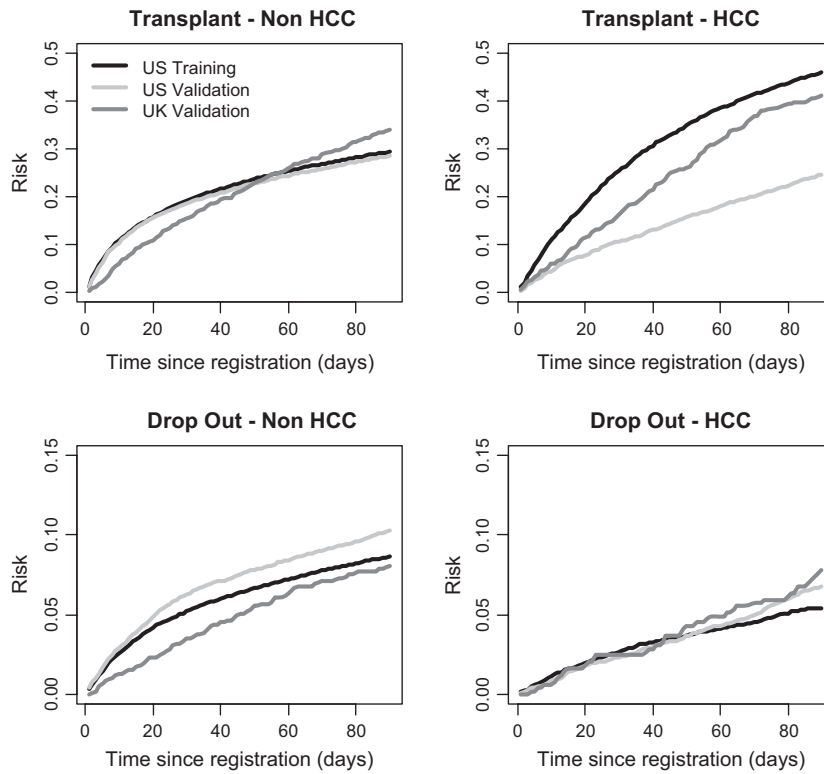 Transplant - Non HCC
Risk
0.5
0.4
0.3
0.2
0.1
0.0
US Training
US Validation
UK Validation
0 20 40 60 80
Time since registration (days)
Transplant - HCC
Risk
0.5
0.4
0.3
0.2
0.1
0.0
0 20 40 60 80
Time since registration (days)
Drop Out - Non HCC
Risk
0.15
0.10
0.05
0.00
0 20 40 60 80
Time since registration (days)
Drop Out - HCC
Risk
0.15
0.10
0.05
0.00
0 20 40 60 80
Time since registration (days)